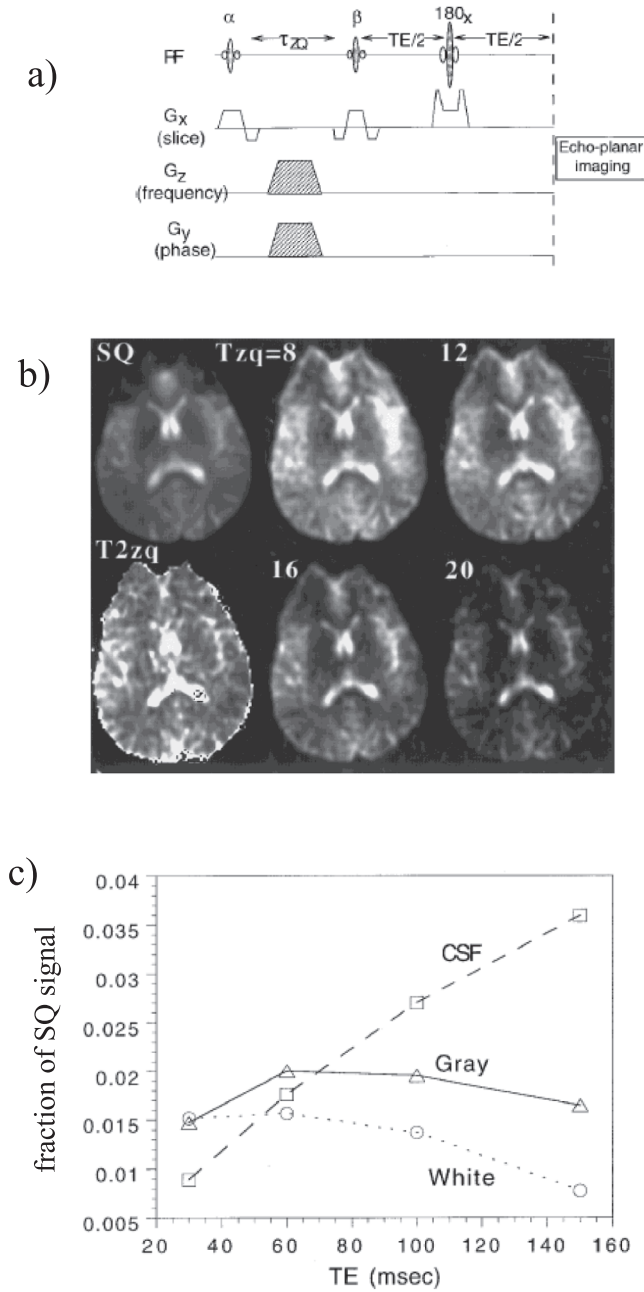 a)
α τZQ β TE/2 180x TE/2
RF
Gx
(slice)
Gz
(frequency)
Gy
(phase)
Echo-planar
imaging
b)
SQ Tzq=8 12
T2zq 16 20
c)
fraction of SQ signal
0.04
0.035
0.03
0.025
0.02
0.015
0.01
0.005
CSF
Gray
White
20 40 60 80 100 120 140 160
TE (msec)